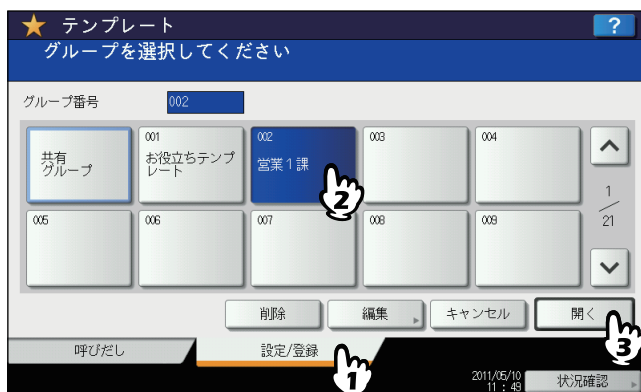 テンプレート
?
グループを選択してください
グループ番号 002
共有
グループ
001
お役立ちテンプ
レート
002
営業1課
003
004
1
21
005
006
007
008
009
2
削除
編集
キャンセル
開く
3
呼びだし
設定/登録
1
2011/05/10
11:49
状況確認